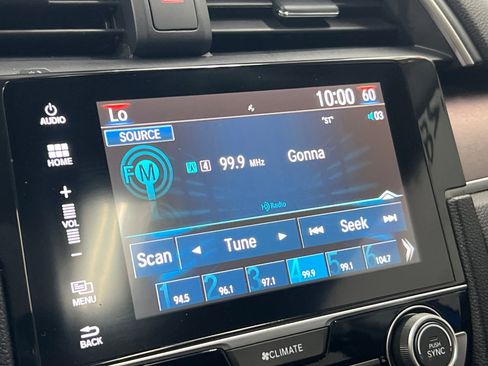 Lo 10:00 60
AUDIO
SOURCE "ST" 03
HOME
FM 4 99.9 MHz Gonna
VOL
HD Radio
Scan Tune Seek
1 94.5 2 96.1 3 97.1 4 99.9 5 99.1 6 104.7
MENU
BACK
CLIMATE
PUSH
SYNC